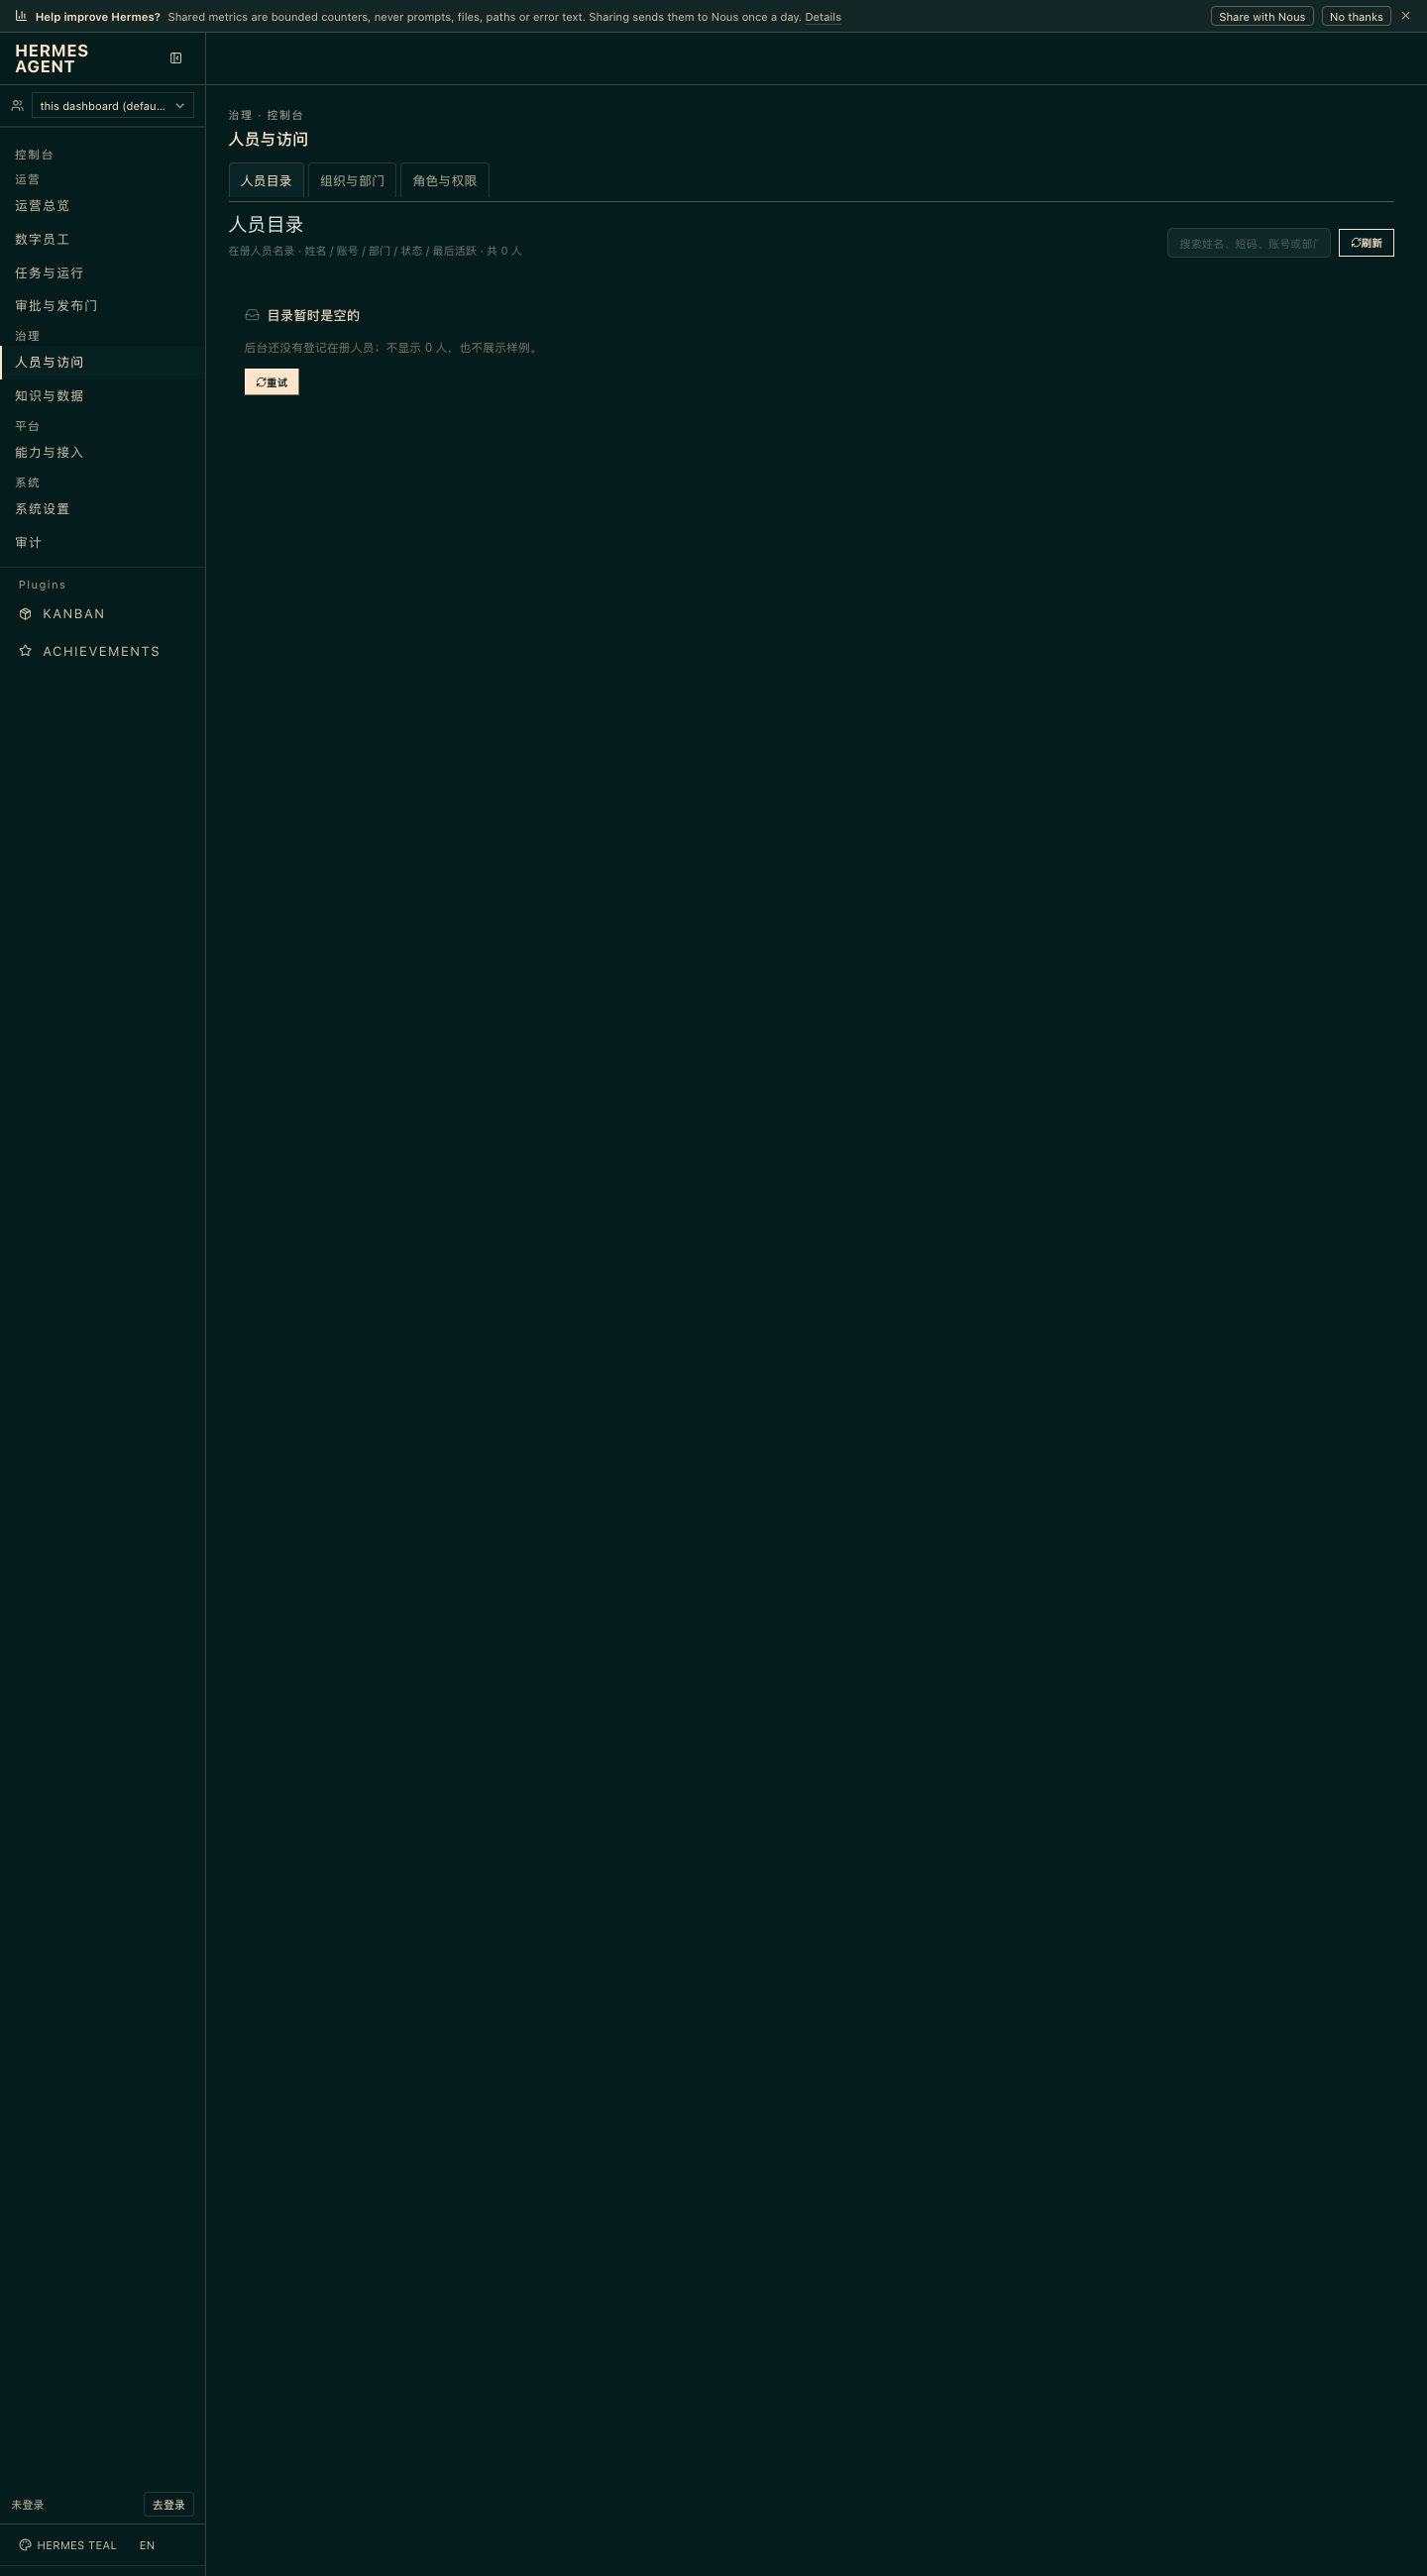 Help improve Hermes? Shared metrics are bounded counters, never prompts, files, paths or error text. Sharing sends them to Nous once a day. Details
Share with Nous
No thanks
HERMES
AGENT
this dashboard (defau...
控制台
运营
运营总览
数字员工
任务与运行
审批与发布门
治理
人员与访问
知识与数据
平台
能力与接入
系统
系统设置
审计
Plugins
KANBAN
ACHIEVEMENTS
未登录
去登录
HERMES TEAL
EN
治理 · 控制台
人员与访问
人员目录
组织与部门
角色与权限
人员目录
在册人员名录 · 姓名 / 账号 / 部门 / 状态 / 最后活跃 · 共 0 人
搜索姓名、短码、账号或部门
刷新
目录暂时是空的
后台还没有登记在册人员；不显示 0 人，也不展示样例。
重试